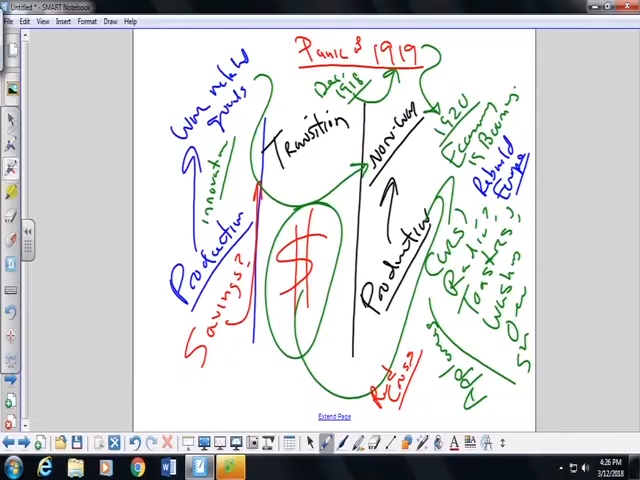 Untitled * - SMART Notebook
File Edit View Insert Format Draw Help
Panic of 1919
War related
goods
Dec.
1918
Transition
Non-War
1920
Economy
is Booming.
Rebuild
Europe
innovation
Production
Savings?
$
Production
Cars,
Radios,
Toasters,
Washers
Oven
Red
Cross
Extend Page
4:26 PM
3/12/2018